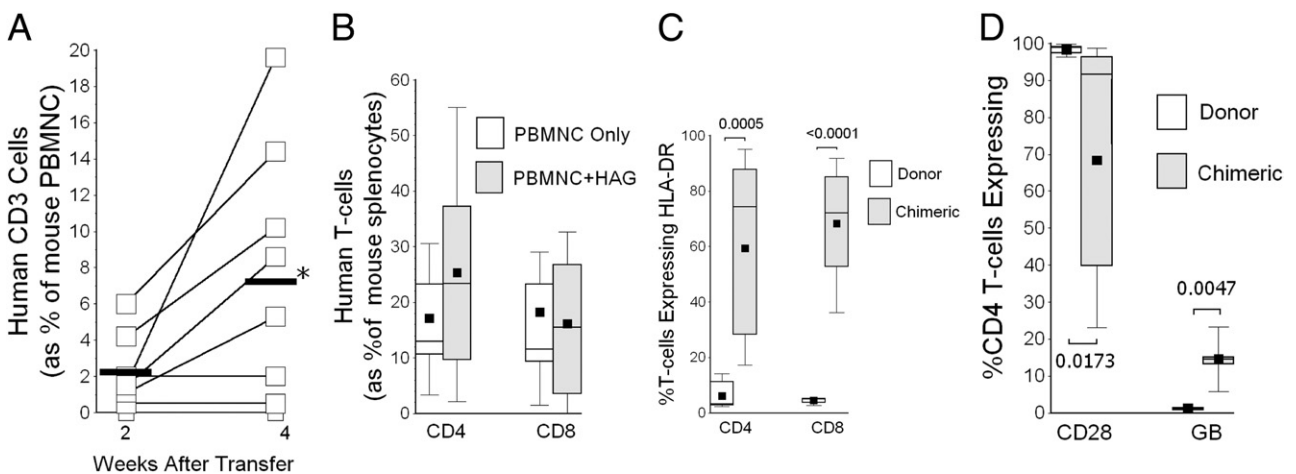 A
Human CD3 Cells
(as % of mouse PBMNC)
20
18
16
14
12
10
8
6
4
2
0
*
2
4
Weeks After Transfer
B
Human T-cells
(as %of mouse splenocytes)
60
50
40
30
20
10
0
PBMNC Only
PBMNC+HAG
CD4
CD8
C
%T-cells Expressing HLA-DR
100
80
60
40
20
0
0.0005
<0.0001
Donor
Chimeric
CD4
CD8
D
%CD4 T-cells Expressing
100
90
80
70
60
50
40
30
20
10
0
Donor
Chimeric
0.0173
0.0047
CD28
GB